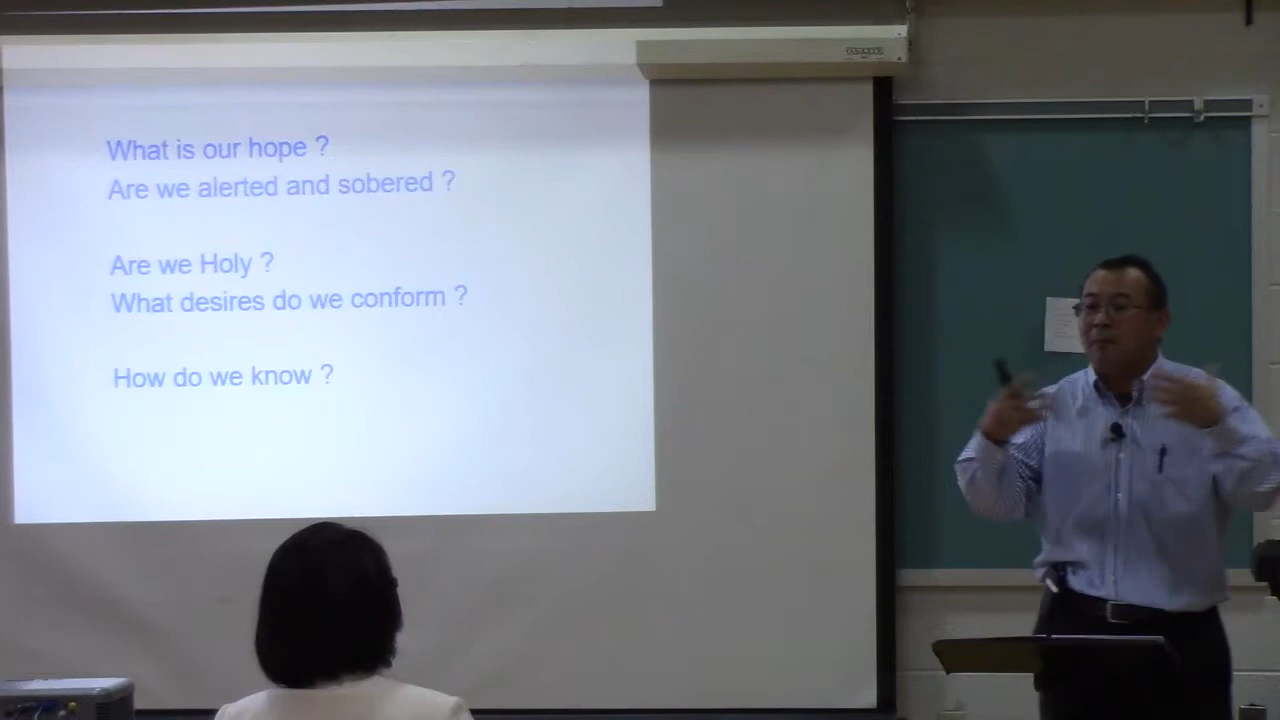 What is our hope ?
Are we alerted and sobered ?
Are we Holy ?
What desires do we conform ?
How do we know ?